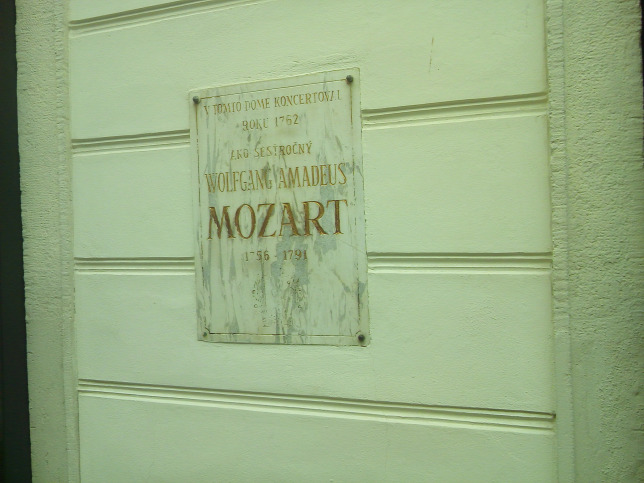 V TOMTO DOME KONCERTOVAL
ROKU 1762
AKO ŠESŤROČNÝ
WOLFGANG AMADEUS
MOZART
1756 - 1791